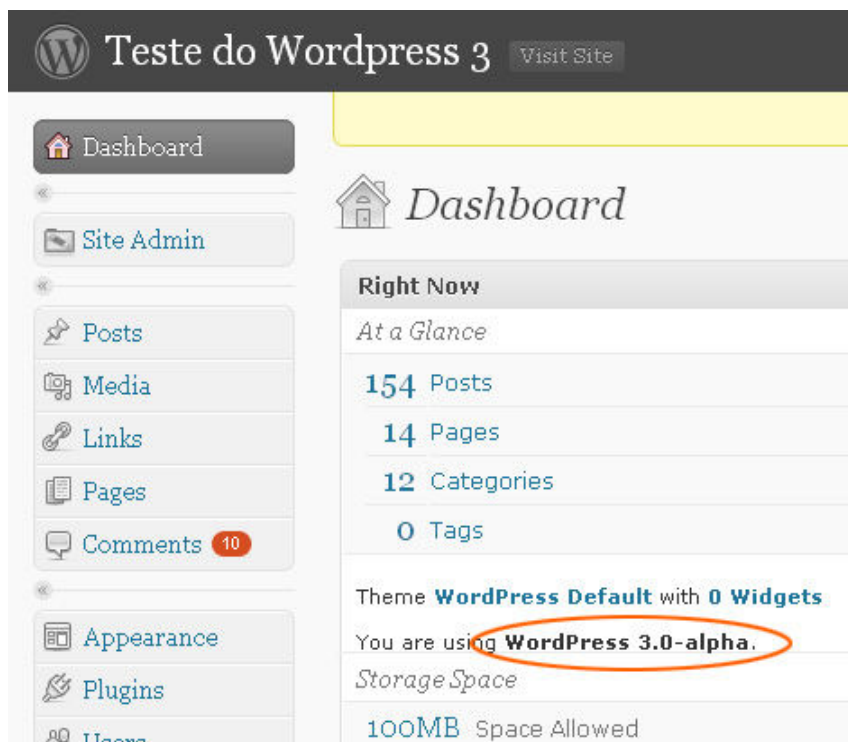 Teste do Wordpress 3 Visit Site
Dashboard
Site Admin
Posts
Media
Links
Pages
Comments 10
Appearance
Plugins
Users
Dashboard
Right Now
At a Glance
154 Posts
14 Pages
12 Categories
0 Tags
Theme WordPress Default with 0 Widgets
You are using WordPress 3.0-alpha.
Storage Space
100MB Space Allowed